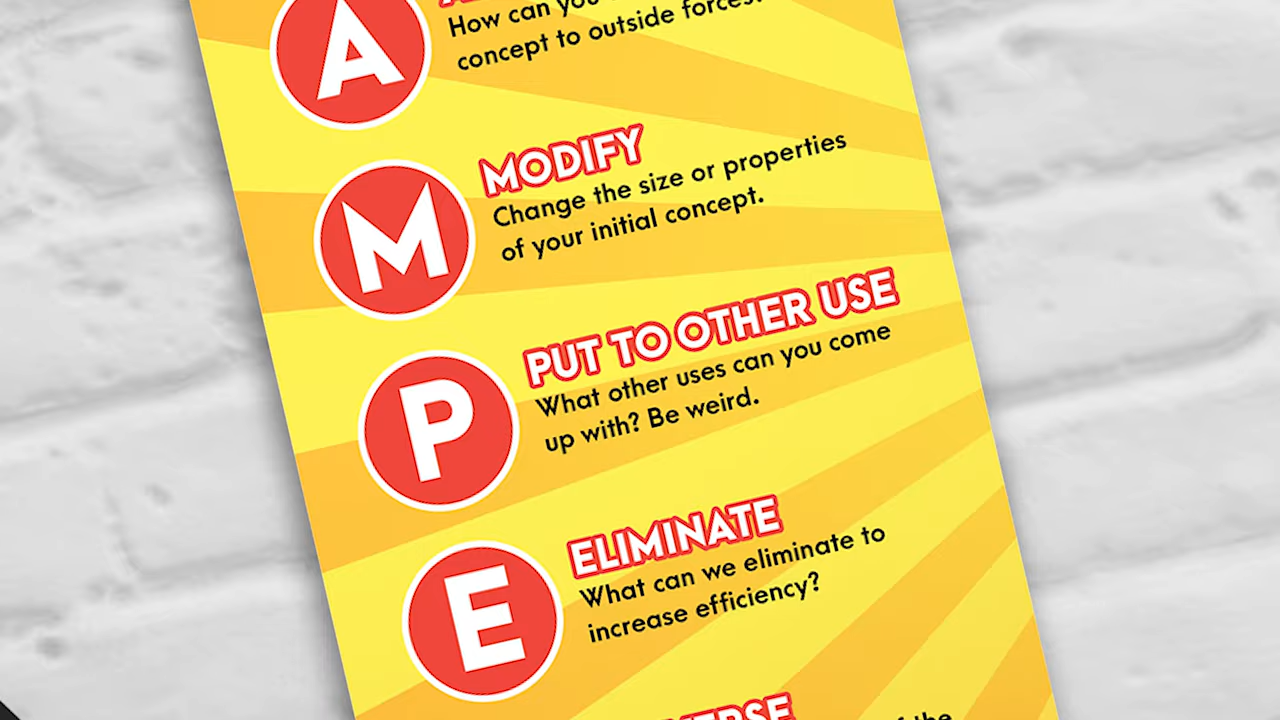 A
How can you
concept to outside forces.
M
MODIFY
Change the size or properties
of your initial concept.
P
PUT TO OTHER USE
What other uses can you come
up with? Be weird.
E
ELIMINATE
What can we eliminate to
increase efficiency?
of the